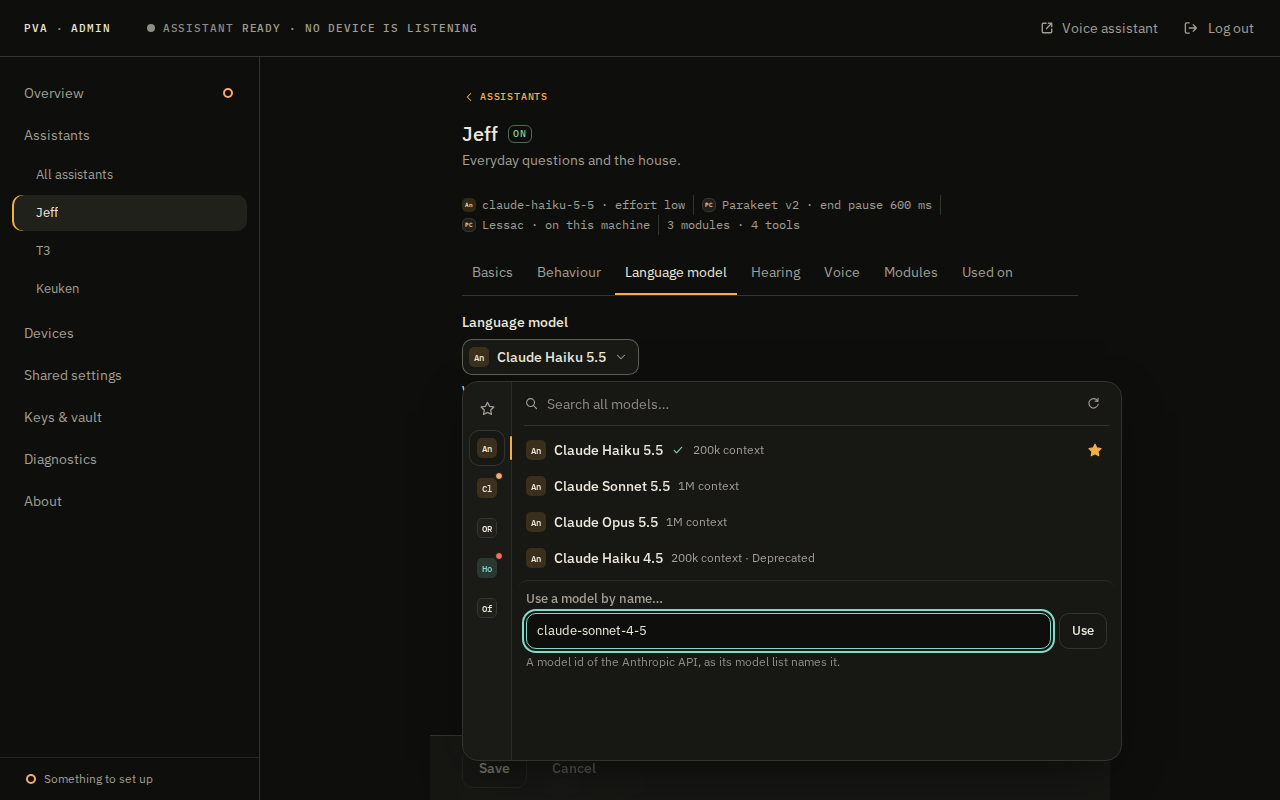 PVA · ADMIN
ASSISTANT READY · NO DEVICE IS LISTENING
Voice assistant
Log out
Overview
Assistants
All assistants
Jeff
T3
Keuken
Devices
Shared settings
Keys & vault
Diagnostics
About
Something to set up
ASSISTANTS
Jeff ON
Everyday questions and the house.
An claude-haiku-5-5 · effort low PC Parakeet v2 · end pause 600 ms
PC Lessac · on this machine 3 modules · 4 tools
Basics Behaviour Language model Hearing Voice Modules Used on
Language model
An Claude Haiku 5.5
Search all models...
An
Cl
OR
Ho
Of
An Claude Haiku 5.5 200k context
An Claude Sonnet 5.5 1M context
An Claude Opus 5.5 1M context
An Claude Haiku 4.5 200k context · Deprecated
Use a model by name...
claude-sonnet-4-5 Use
A model id of the Anthropic API, as its model list names it.
Save Cancel